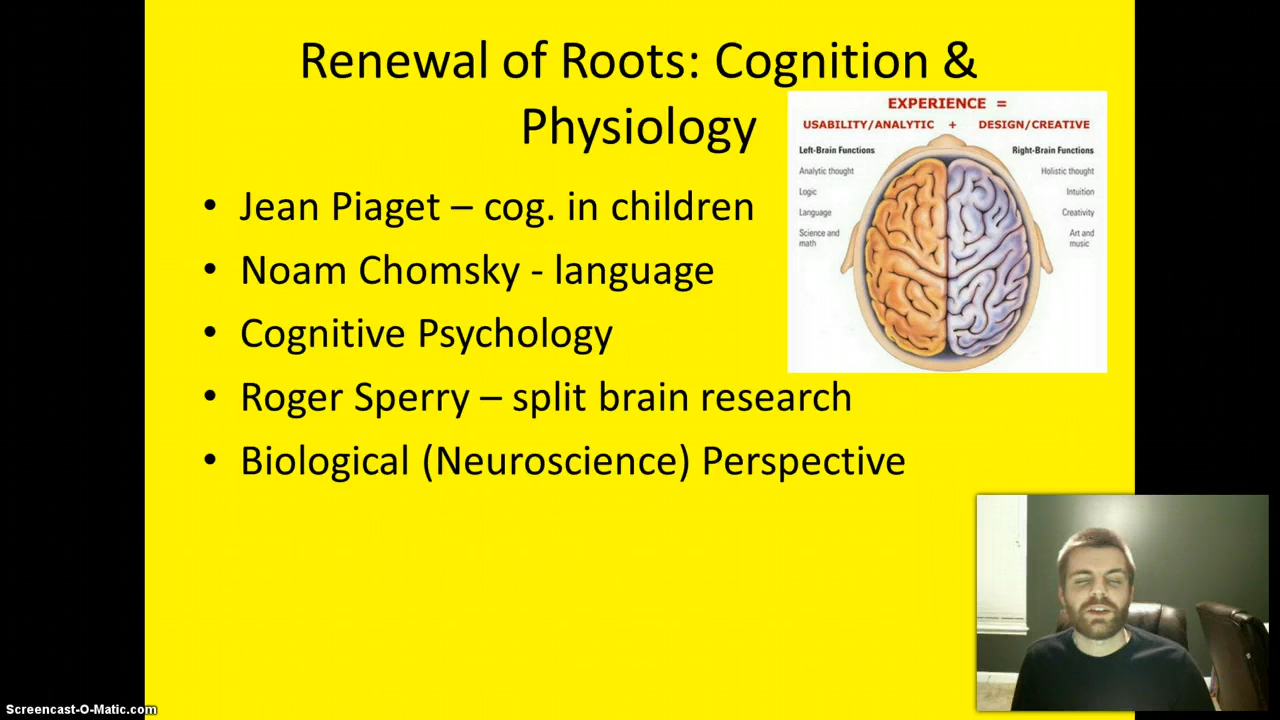 Renewal of Roots: Cognition &
Physiology
EXPERIENCE =
USABILITY/ANALYTIC + DESIGN/CREATIVE
Left-Brain Functions
Analytic thought
Logic
Language
Science and
math
Right-Brain Functions
Holistic thought
Intuition
Creativity
Art and
music
• Jean Piaget – cog. in children
• Noam Chomsky - language
• Cognitive Psychology
• Roger Sperry – split brain research
• Biological (Neuroscience) Perspective
Screencast-O-Matic.com